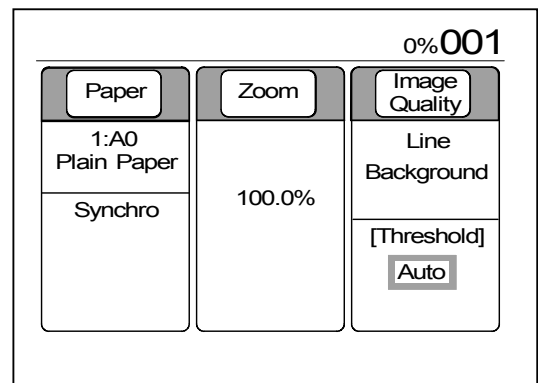 0%001
Paper
1:A0
Plain Paper
Synchro
Zoom
100.0%
Image
Quality
Line
Background
[Threshold]
Auto